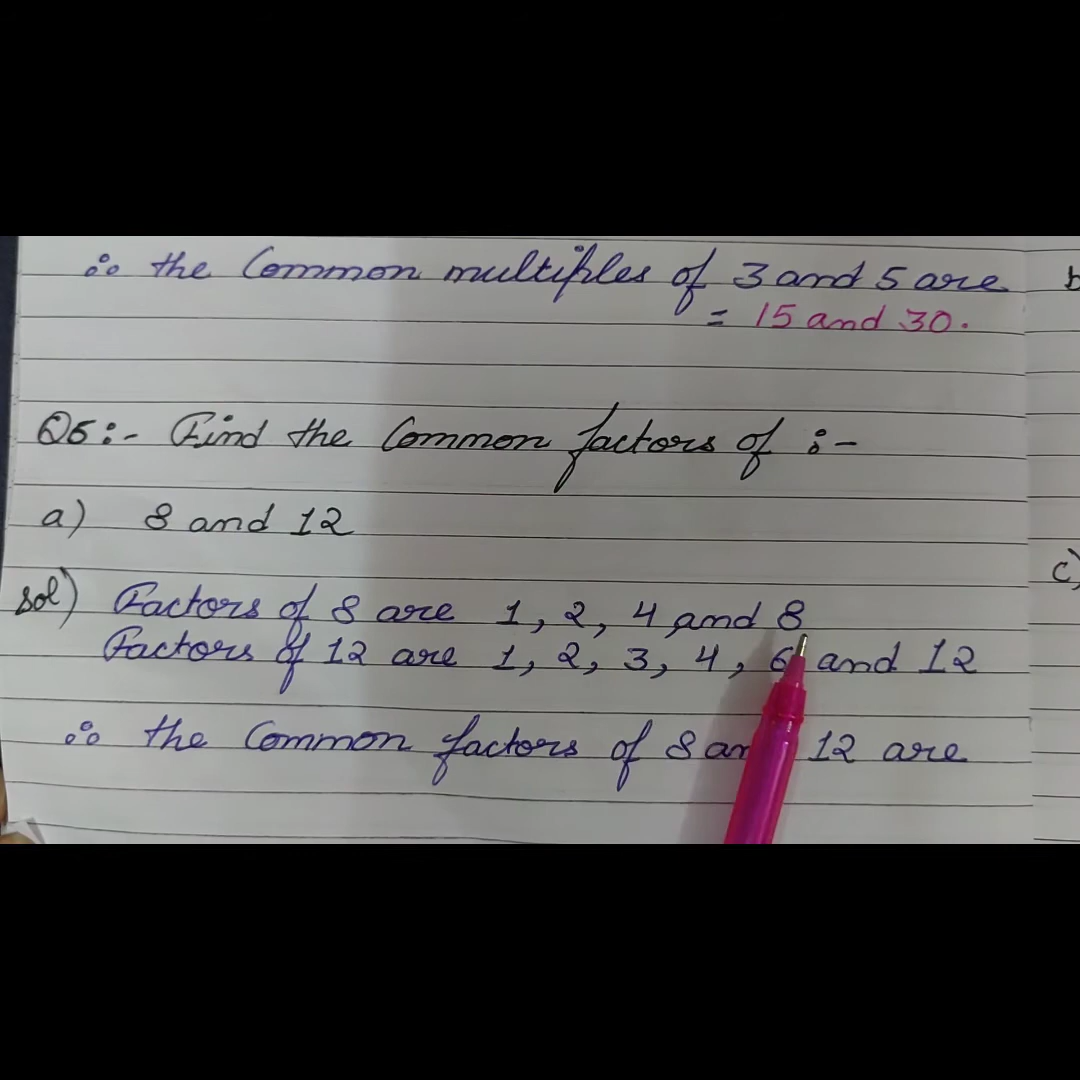 ∴ the Common multiples of 3 and 5 are
= 15 and 30.
b
Q5:- Find the Common factors of :-
a) 8 and 12
c)
sol) Factors of 8 are 1, 2, 4 and 8
Factors of 12 are 1, 2, 3, 4, 6 and 12
∴ the Common factors of 8 an 12 are